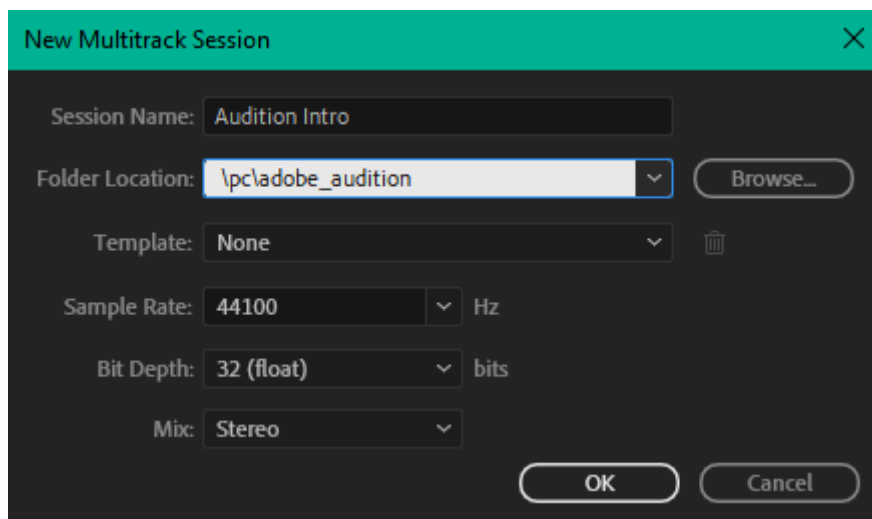 New Multitrack Session
Session Name: Audition Intro
Folder Location: \pc\adobe_audition Browse...
Template: None
Sample Rate: 44100 Hz
Bit Depth: 32 (float) bits
Mix: Stereo
OK Cancel